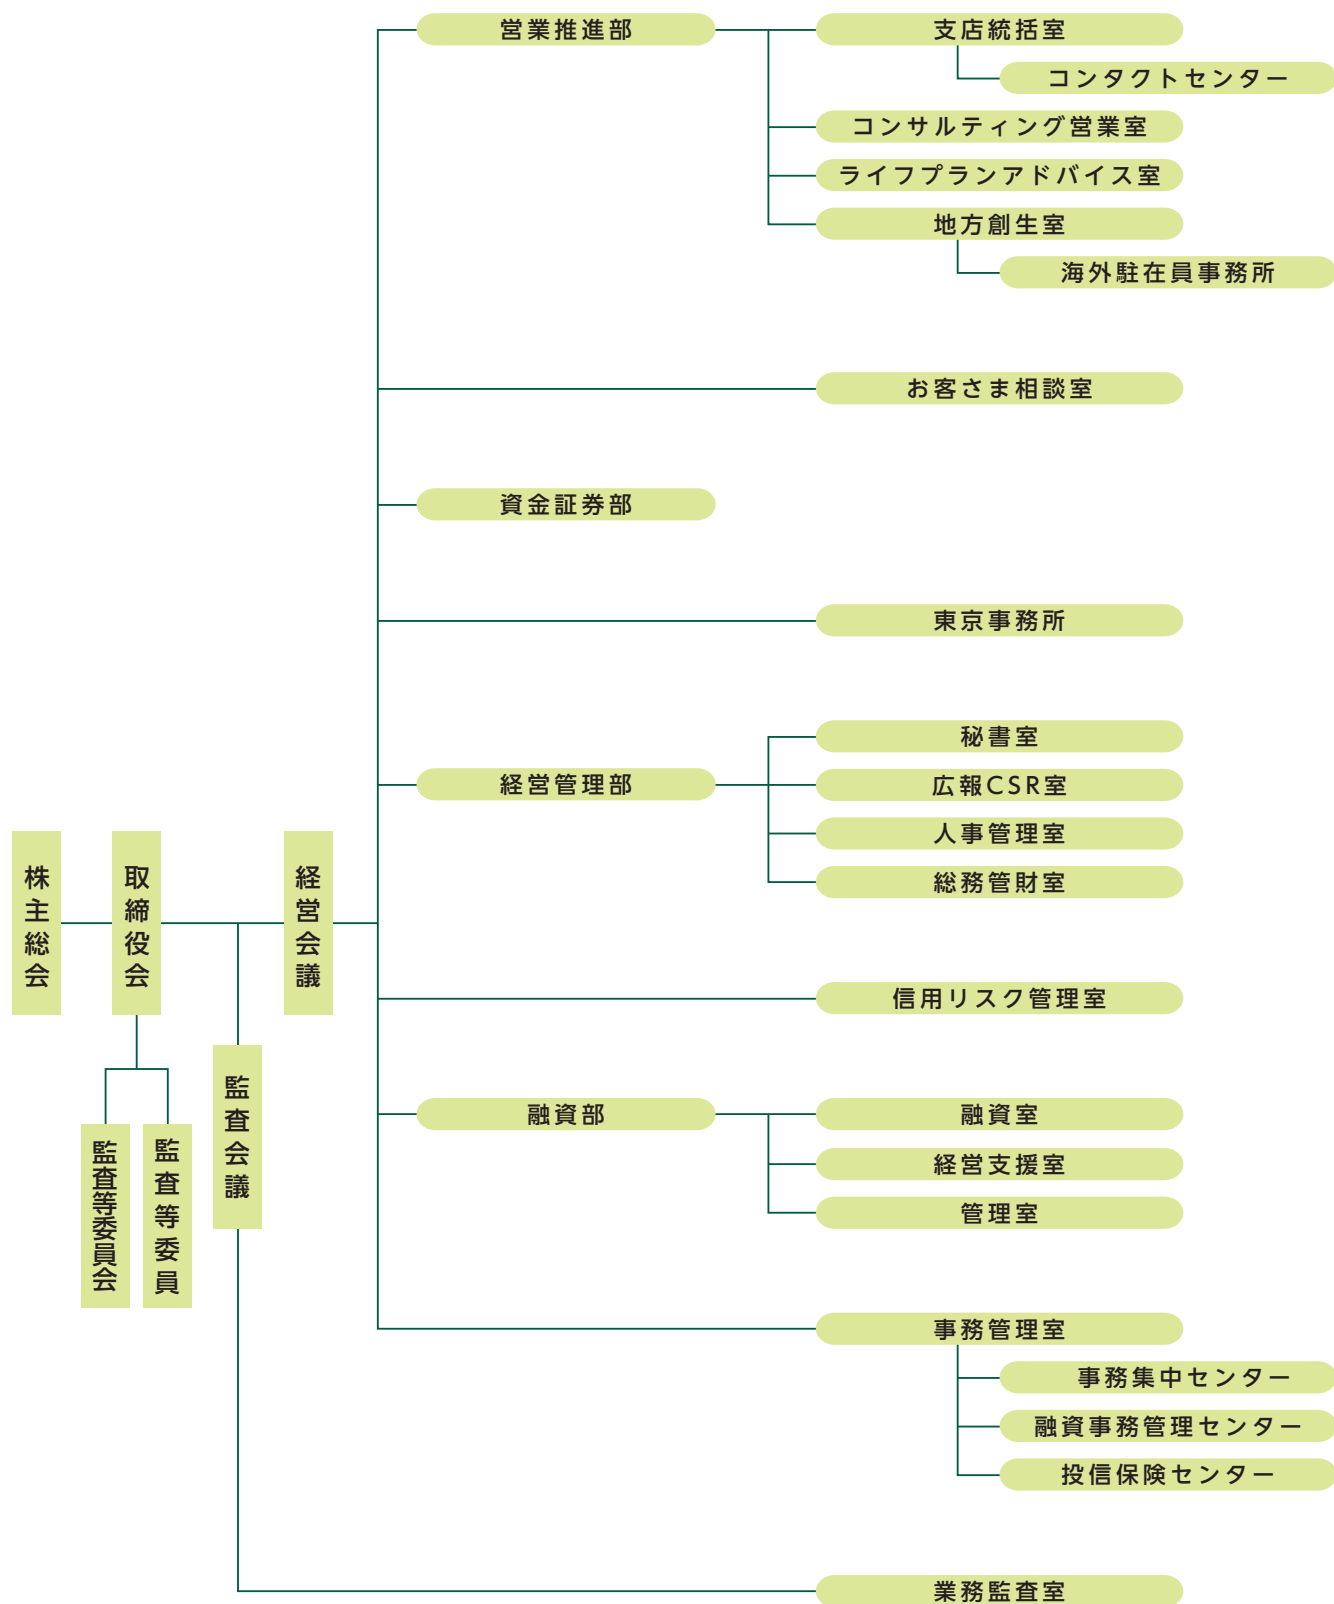 株主総会
取締役会
監査等委員会
監査等委員
監査会議
経営会議
営業推進部
支店統括室
コンタクトセンター
コンサルティング営業室
ライフプランアドバイス室
地方創生室
海外駐在員事務所
お客さま相談室
資金証券部
東京事務所
経営管理部
秘書室
広報CSR室
人事管理室
総務管財室
信用リスク管理室
融資部
融資室
経営支援室
管理室
事務管理室
事務集中センター
融資事務管理センター
投信保険センター
業務監査室